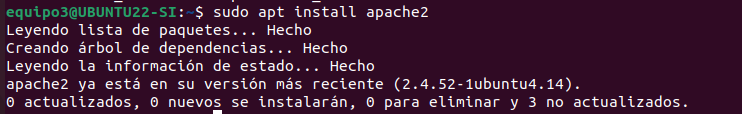 equipo3@UBUNTU22-SI:~$ sudo apt install apache2
Leyendo lista de paquetes... Hecho
Creando árbol de dependencias... Hecho
Leyendo la información de estado... Hecho
apache2 ya está en su versión más reciente (2.4.52-1ubuntu4.14).
0 actualizados, 0 nuevos se instalarán, 0 para eliminar y 3 no actualizados.